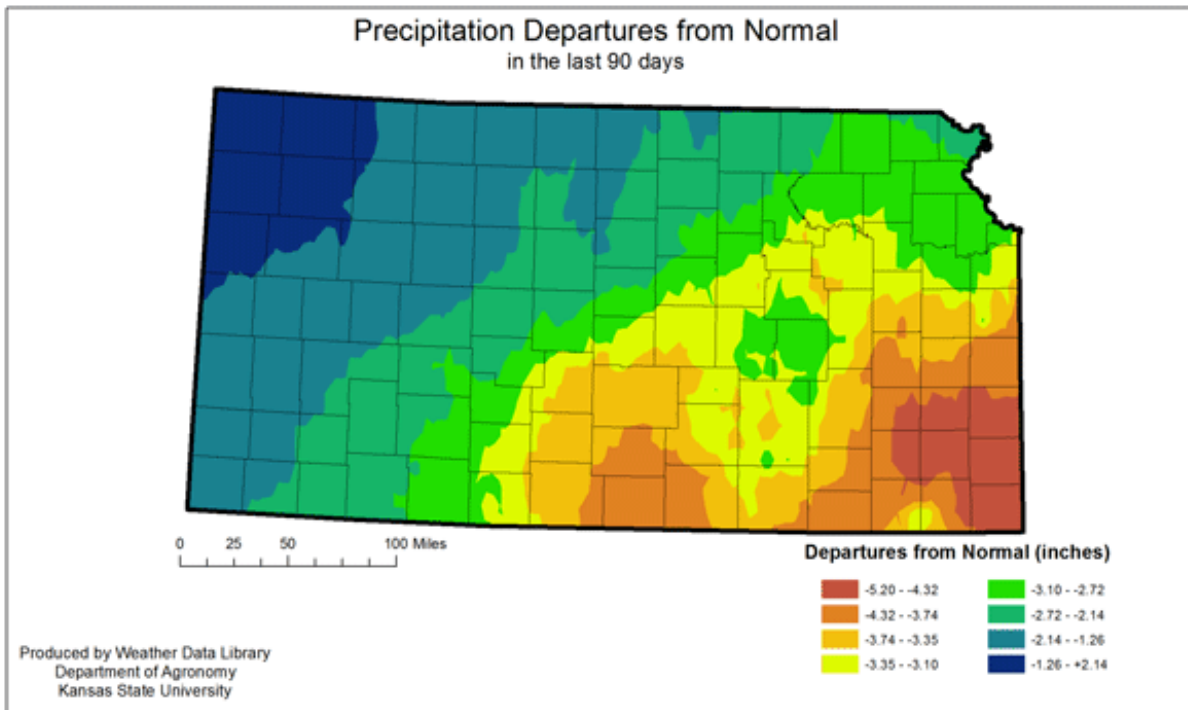 Precipitation Departures from Normal
in the last 90 days
0 25 50 100 Miles
Departures from Normal (inches)
-5.20 - -4.32
-4.32 - -3.74
-3.74 - -3.35
-3.35 - -3.10
-3.10 - -2.72
-2.72 - -2.14
-2.14 - -1.26
-1.26 - +2.14
Produced by Weather Data Library
Department of Agronomy
Kansas State University